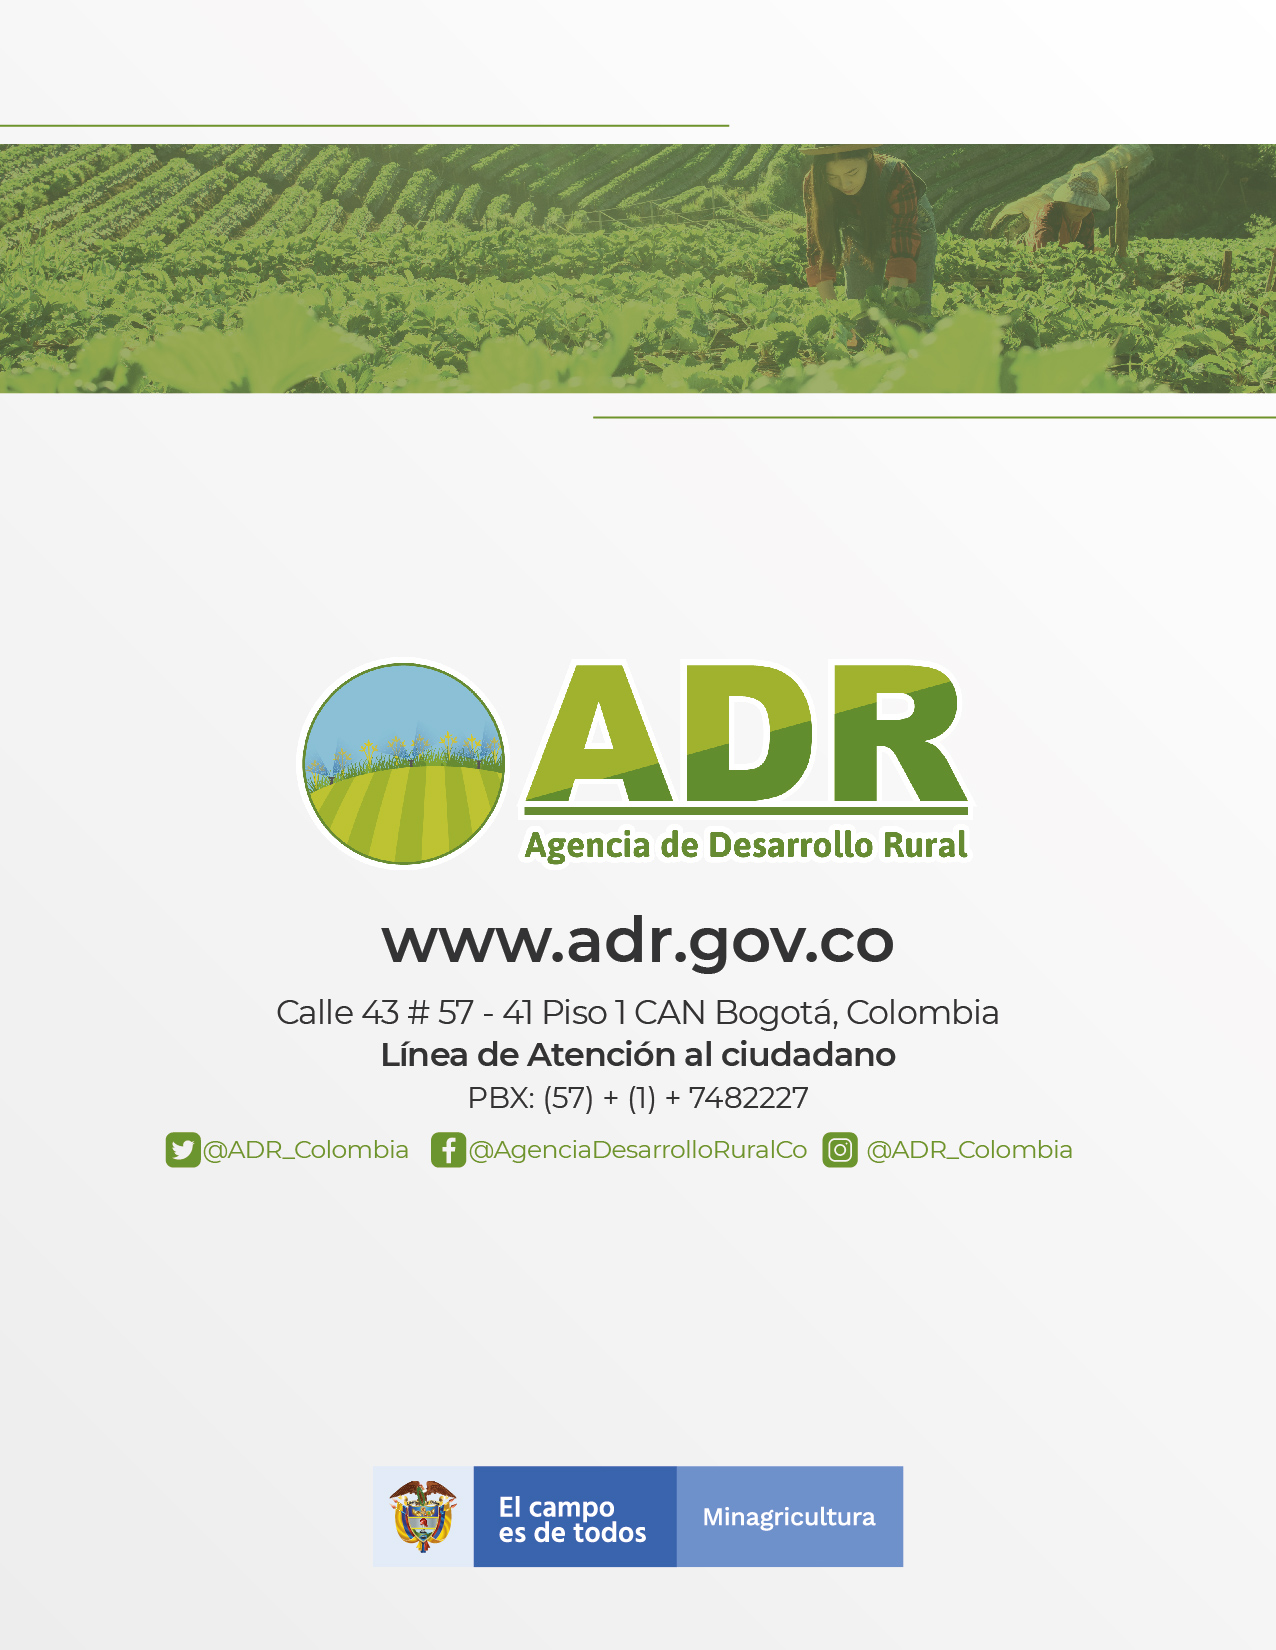 ADR
Agencia de Desarrollo Rural
www.adr.gov.co
Calle 43 # 57 - 41 Piso 1 CAN Bogotá, Colombia
Línea de Atención al ciudadano
PBX: (57) + (1) + 7482227
@ADR_Colombia @AgenciaDesarrolloRuralCo @ADR_Colombia
El campo
es de todos
Minagricultura